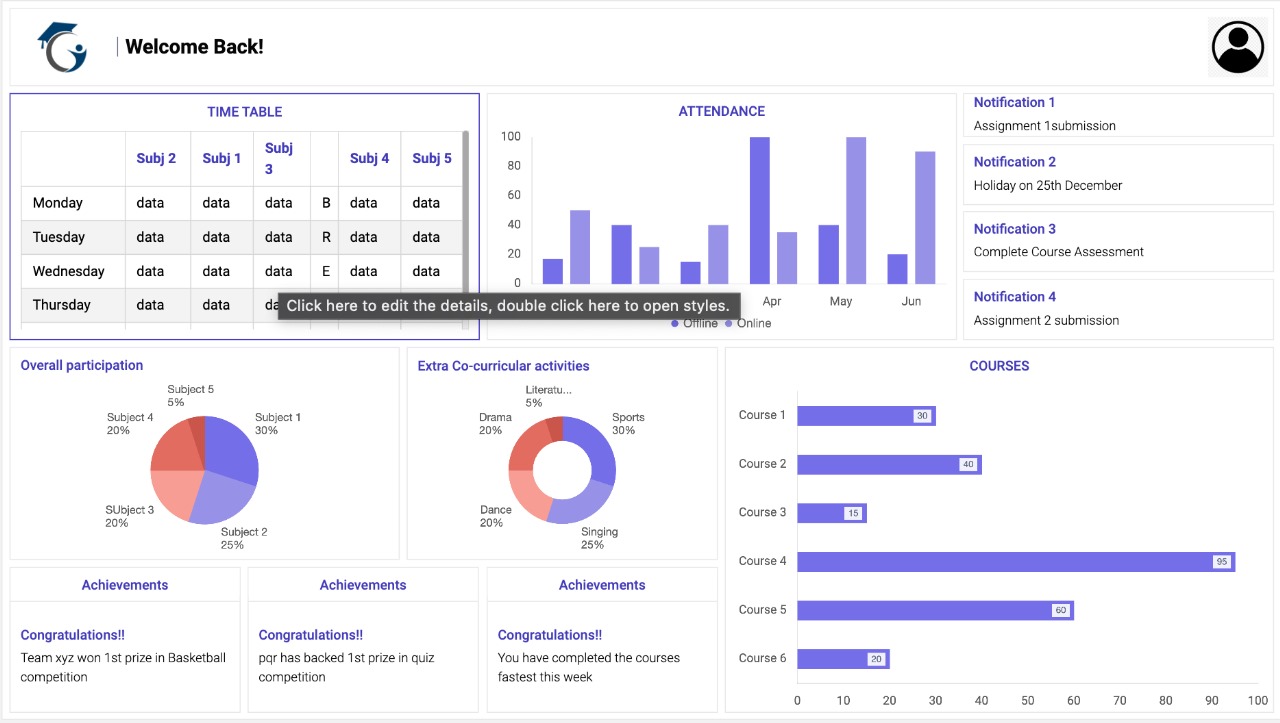 Welcome Back!
TIME TABLE
Subj 2 Subj 1 Subj 3 Subj 4 Subj 5
Monday data data data B data data
Tuesday data data data R data data
Wednesday data data data E data data
Thursday data data
Click here to edit the details, double click here to open styles.
ATTENDANCE
100
80
60
40
20
0
Apr May Jun
Offline Online
Notification 1
Assignment 1submission
Notification 2
Holiday on 25th December
Notification 3
Complete Course Assessment
Notification 4
Assignment 2 submission
Overall participation
Subject 5
5%
Subject 4
20%
Subject 1
30%
SUbject 3
20%
Subject 2
25%
Extra Co-curricular activities
Literatu...
5%
Drama
20%
Sports
30%
Dance
20%
Singing
25%
COURSES
Course 1 30
Course 2 40
Course 3 15
Course 4 95
Course 5 60
Course 6 20
0 10 20 30 40 50 60 70 80 90 100
Achievements
Congratulations!!
Team xyz won 1st prize in Basketball
competition
Achievements
Congratulations!!
pqr has backed 1st prize in quiz
competition
Achievements
Congratulations!!
You have completed the courses
fastest this week